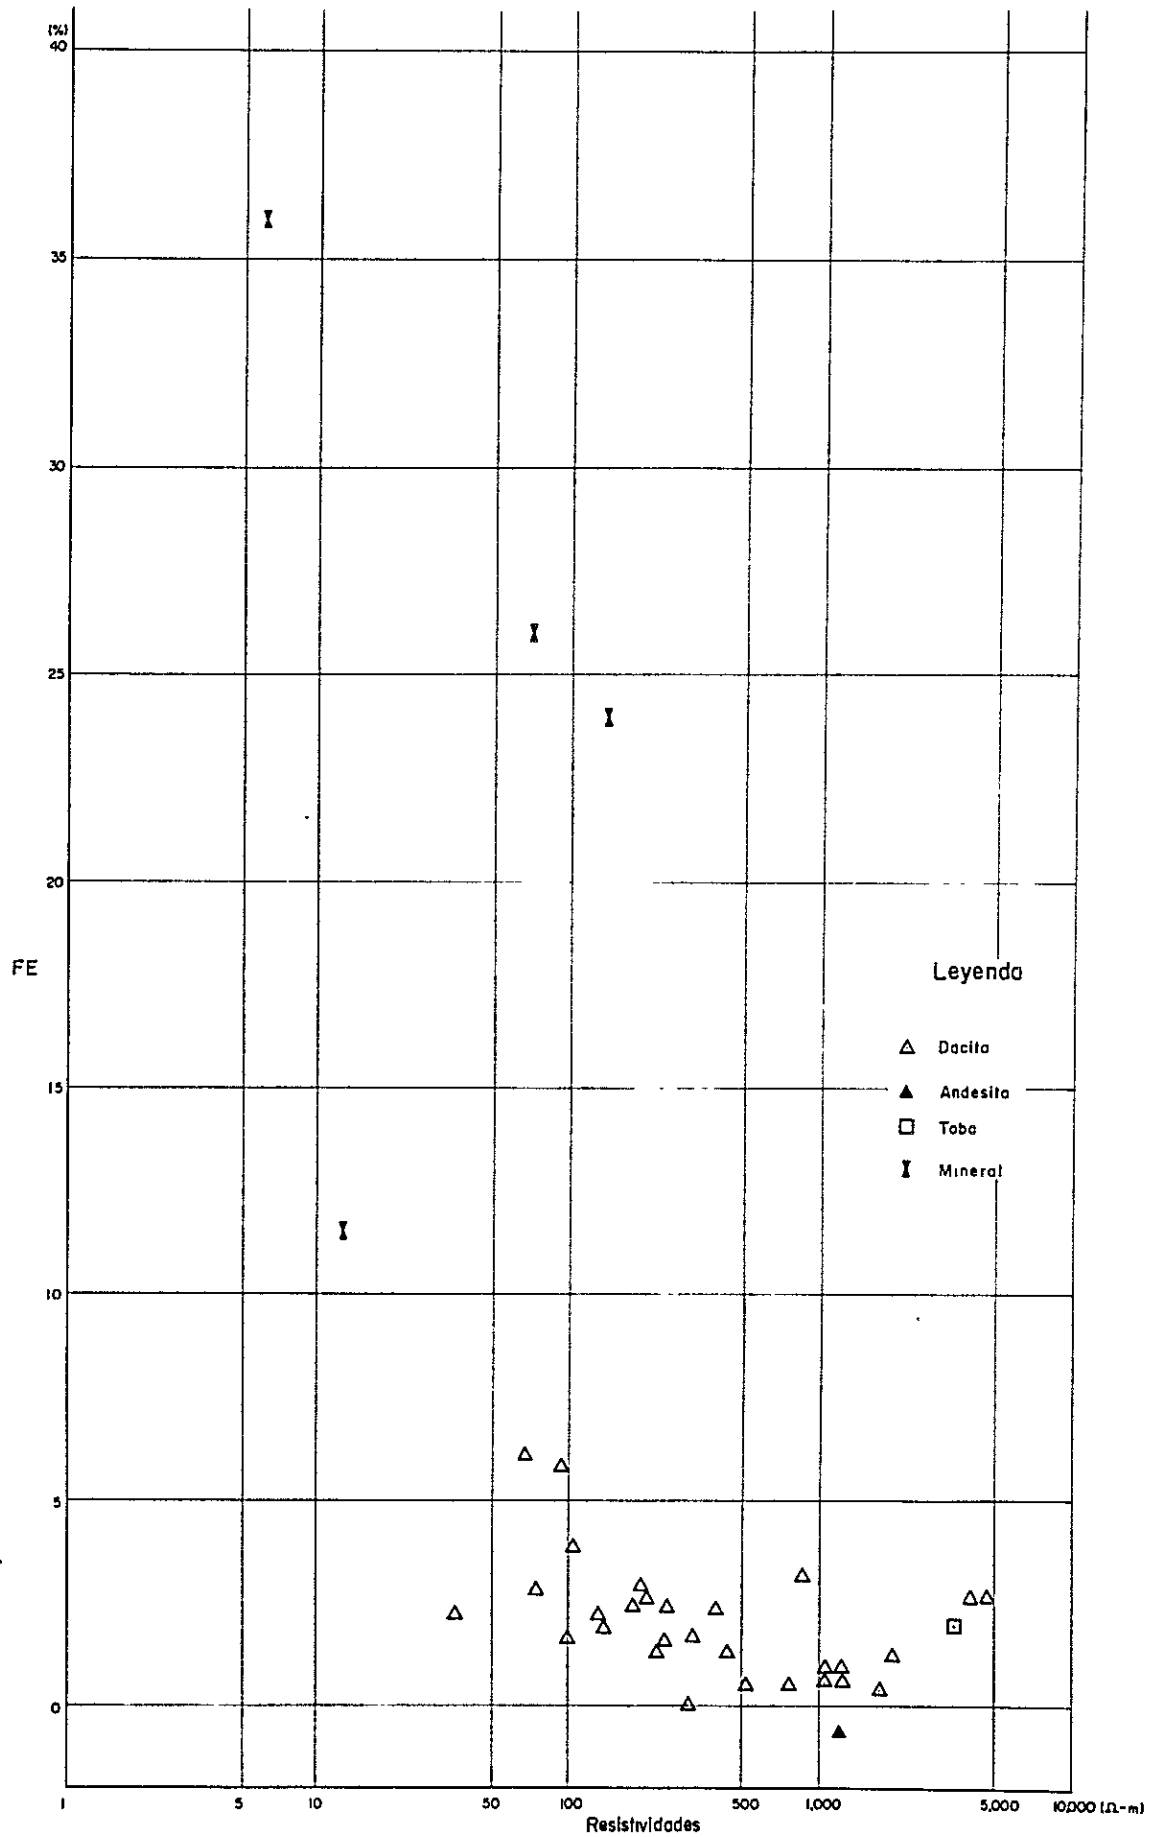 (%)
40
35
30
25
20
FE
Leyenda
Dacita
15
Andesita
Toba
Mineral
10
5
0
1 5 10 50 100 500 1,000 5,000 10,000 (Ω-m)
Resistividades